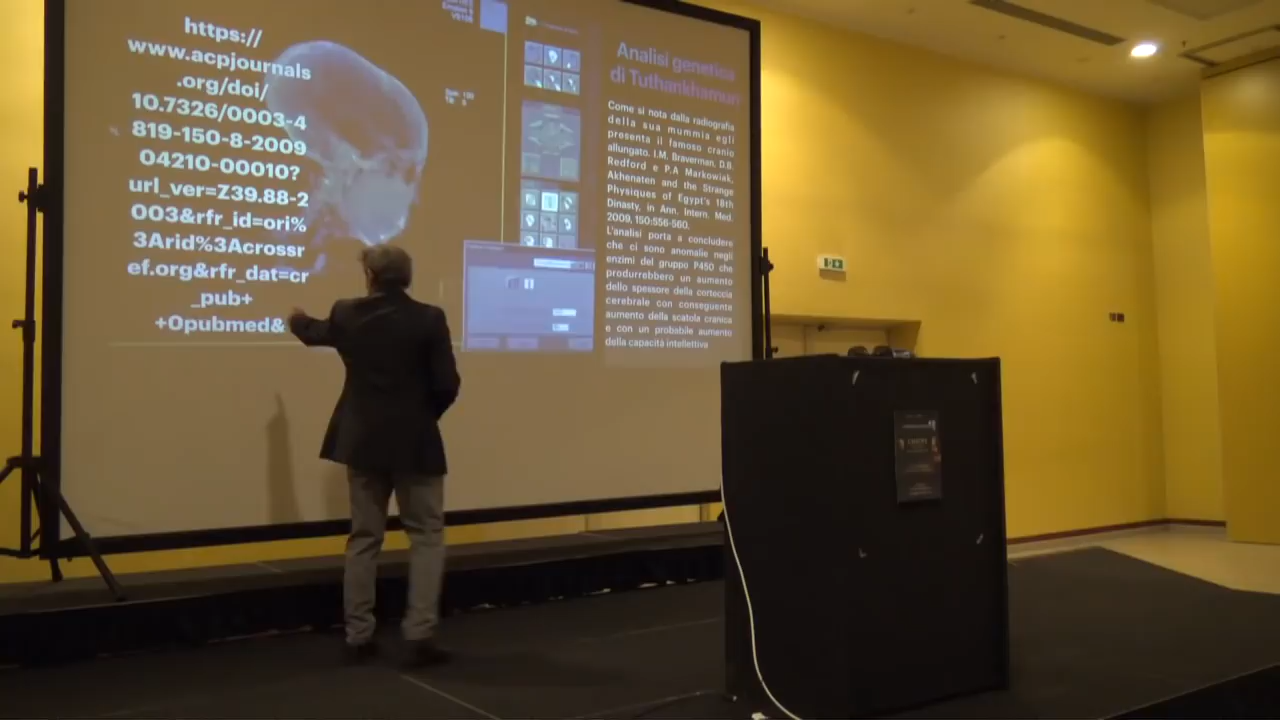 https://
www.acpjournals
.org/doi/
10.7326/0003-4
819-150-8-2009
04210-00010?
url_ver=Z39.88-2
003&rfr_id=ori%
3Arid%3Acrossr
ef.org&rfr_dat=cr
_pub+
+0pubmed&
Analisi genetica
di Tuthankhamun
Come si nota dalla radiografia
della sua mummia egli
presenta il famoso cranio
allungato. I.M. Braverman, D.B.
Redford e P.A Markowiak,
Akhenaten and the Strange
Physiques of Egypt's 18th
Dinasty, in Ann. Intern. Med.
2009, 150:556-560.
L'analisi porta a concludere
che ci sono anomalie negli
enzimi del gruppo P450 che
produrrebbero un aumento
dello spessore della corteccia
cerebrale con conseguente
aumento della scatola cranica
e con un probabile aumento
della capacità intellettiva